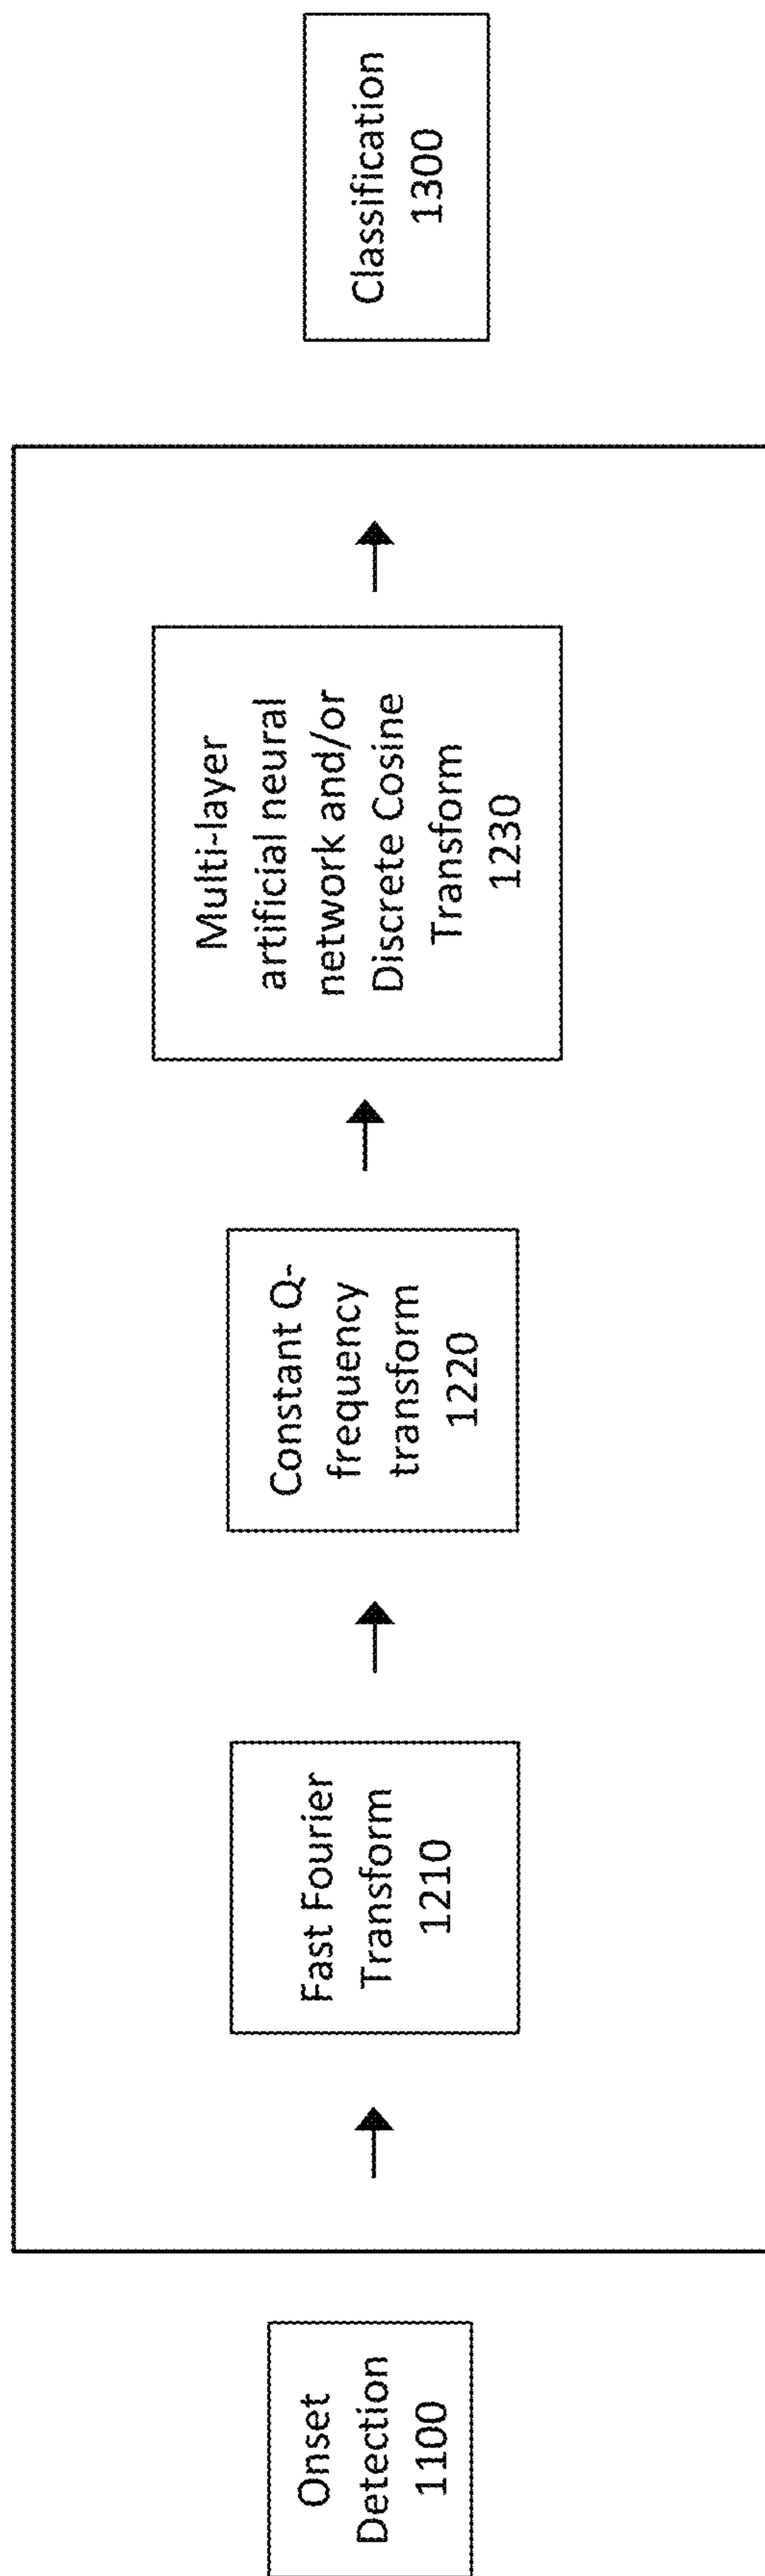 Onset
Detection
1100
Fast Fourier
Transform
1210
Constant Q-
frequency
transform
1220
Multi-layer
artificial neural
network and/or
Discrete Cosine
Transform
1230
Classification
1300